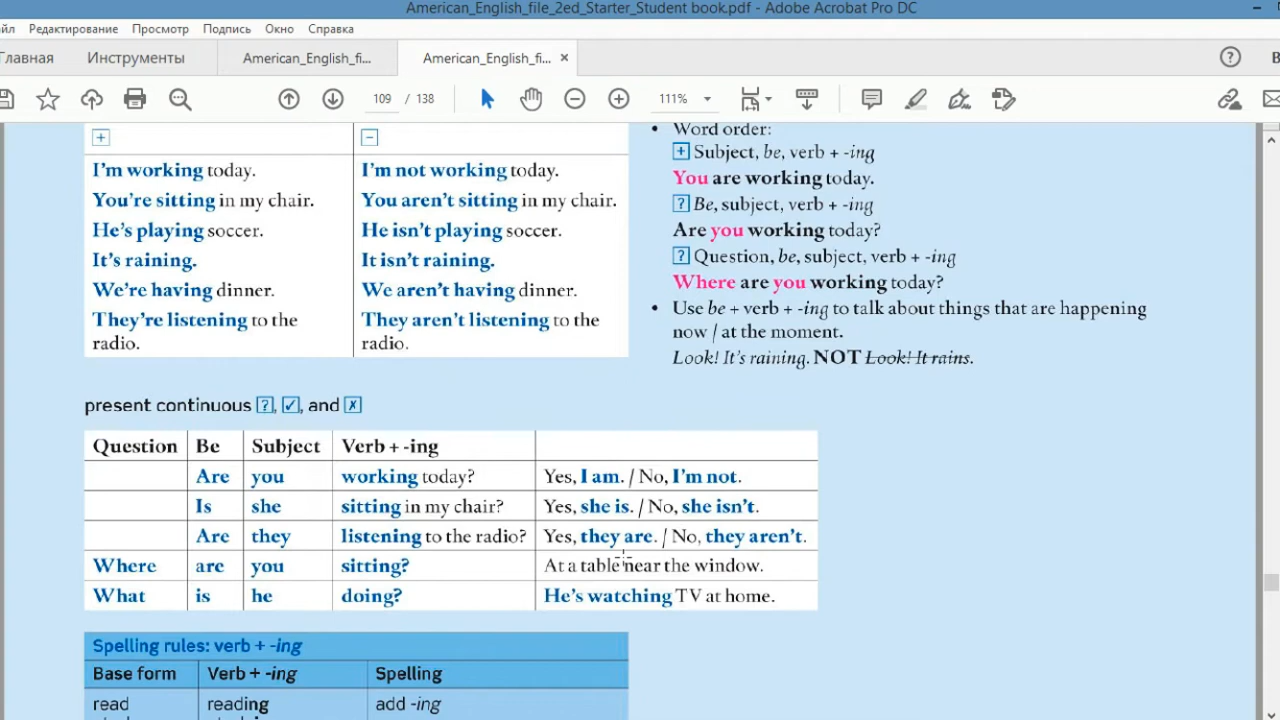 American_English_file_2ed_Starter_Student book.pdf - Adobe Acrobat Pro DC
йл Редактирование Просмотр Подпись Окно Справка
Главная Инструменты American_English_fi... American_English_fi... ×
109 / 138 111%
+ −
I'm working today. I'm not working today.
You're sitting in my chair. You aren't sitting in my chair.
He's playing soccer. He isn't playing soccer.
It's raining. It isn't raining.
We're having dinner. We aren't having dinner.
They're listening to the They aren't listening to the
radio. radio.
• Word order:
+ Subject, be, verb + -ing
You are working today.
? Be, subject, verb + -ing
Are you working today?
? Question, be, subject, verb + -ing
Where are you working today?
• Use be + verb + -ing to talk about things that are happening
now / at the moment.
Look! It's raining. NOT Look! It rains.
present continuous ?, ✓, and ✗
Question Be Subject Verb + -ing
Are you working today? Yes, I am. / No, I'm not.
Is she sitting in my chair? Yes, she is. / No, she isn't.
Are they listening to the radio? Yes, they are. / No, they aren't.
Where are you sitting? At a table near the window.
What is he doing? He's watching TV at home.
Spelling rules: verb + -ing
Base form Verb + -ing Spelling
read reading add -ing